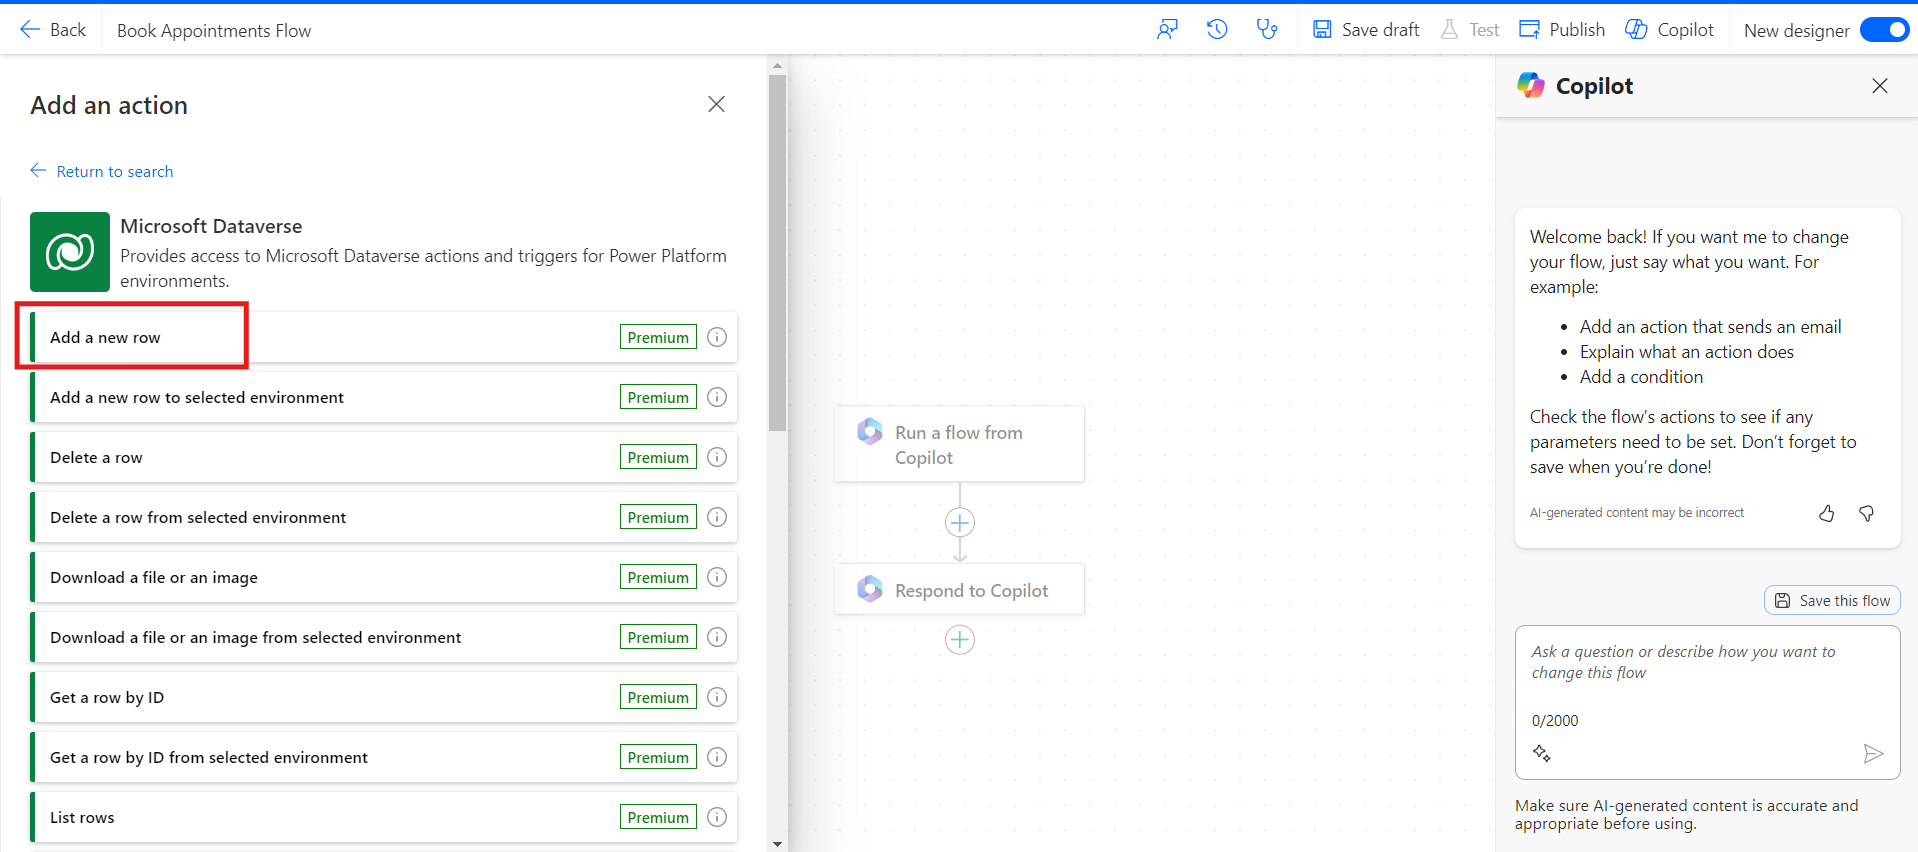 Back
Book Appointments Flow
Save draft
Test
Publish
Copilot
New designer
Add an action
Return to search
Microsoft Dataverse
Provides access to Microsoft Dataverse actions and triggers for Power Platform
environments.
Add a new row
Premium
Add a new row to selected environment
Premium
Delete a row
Premium
Delete a row from selected environment
Premium
Download a file or an image
Premium
Download a file or an image from selected environment
Premium
Get a row by ID
Premium
Get a row by ID from selected environment
Premium
List rows
Premium
Run a flow from
Copilot
Respond to Copilot
Copilot
Welcome back! If you want me to change
your flow, just say what you want. For
example:
• Add an action that sends an email
• Explain what an action does
• Add a condition
Check the flow’s actions to see if any
parameters need to be set. Don’t forget to
save when you’re done!
AI-generated content may be incorrect
Save this flow
Ask a question or describe how you want to
change this flow
0/2000
Make sure AI-generated content is accurate and
appropriate before using.